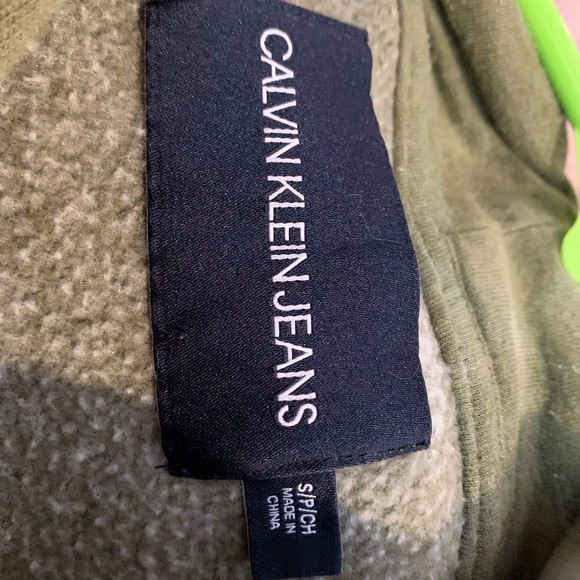 CALVIN KLEIN JEANS
S/P/CH
MADE IN
CHINA